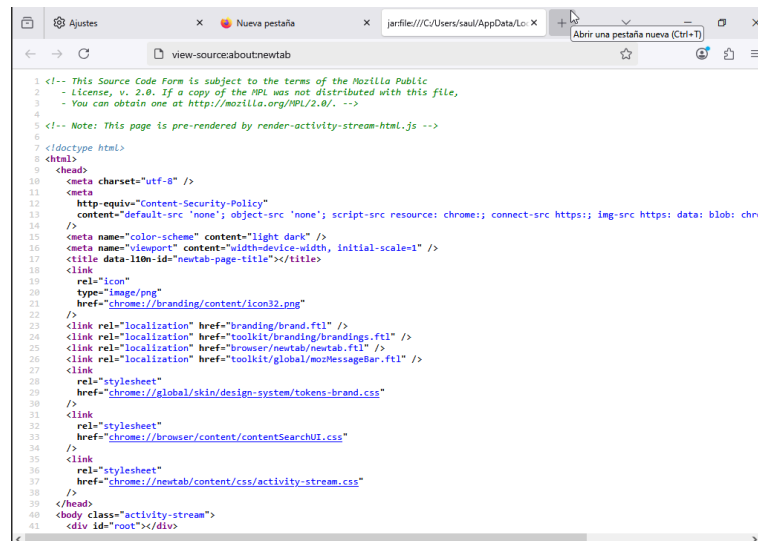 Ajustes
Nueva pestaña
jar:file:///C:/Users/saul/AppData/Loc
Abrir una pestaña nueva (Ctrl+T)
view-source:about:newtab
1 <!-- This Source Code Form is subject to the terms of the Mozilla Public
2 - License, v. 2.0. If a copy of the MPL was not distributed with this file,
3 - You can obtain one at http://mozilla.org/MPL/2.0/. -->
4
5 <!-- Note: This page is pre-rendered by render-activity-stream-html.js -->
6
7 <!doctype html>
8 <html>
9 <head>
10 <meta charset="utf-8" />
11 <meta
12 http-equiv="Content-Security-Policy"
13 content="default-src 'none'; object-src 'none'; script-src resource: chrome:; connect-src https:; img-src https: data: blob: chr
14 />
15 <meta name="color-scheme" content="light dark" />
16 <meta name="viewport" content="width=device-width, initial-scale=1" />
17 <title data-l10n-id="newtab-page-title"></title>
18 <link
19 rel="icon"
20 type="image/png"
21 href="chrome://branding/content/icon32.png"
22 />
23 <link rel="localization" href="branding/brand.ftl" />
24 <link rel="localization" href="toolkit/branding/brandings.ftl" />
25 <link rel="localization" href="browser/newtab/newtab.ftl" />
26 <link rel="localization" href="toolkit/global/mozMessageBar.ftl" />
27 <link
28 rel="stylesheet"
29 href="chrome://global/skin/design-system/tokens-brand.css"
30 />
31 <link
32 rel="stylesheet"
33 href="chrome://browser/content/contentSearchUI.css"
34 />
35 <link
36 rel="stylesheet"
37 href="chrome://newtab/content/css/activity-stream.css"
38 />
39 </head>
40 <body class="activity-stream">
41 <div id="root"></div>